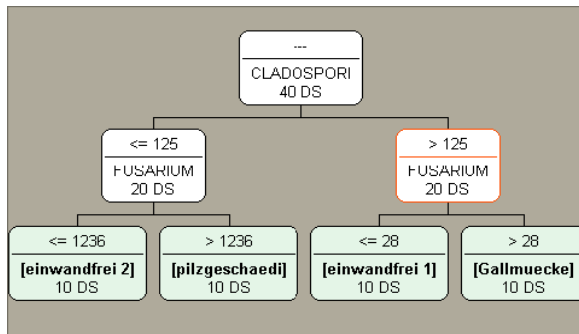 ---
CLADOSPORI
40 DS
<= 125
FUSARIUM
20 DS
> 125
FUSARIUM
20 DS
<= 1236
[einwandfrei 2]
10 DS
> 1236
[pilzgeschaedi]
10 DS
<= 28
[einwandfrei 1]
10 DS
> 28
[Gallmuecke]
10 DS